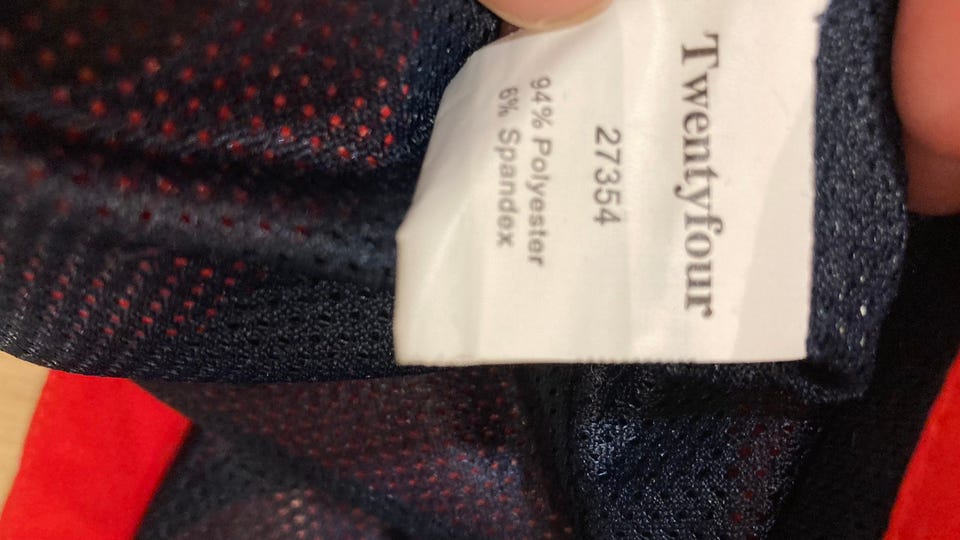 Twentyfour
27354
94% Polyester
6% Spandex